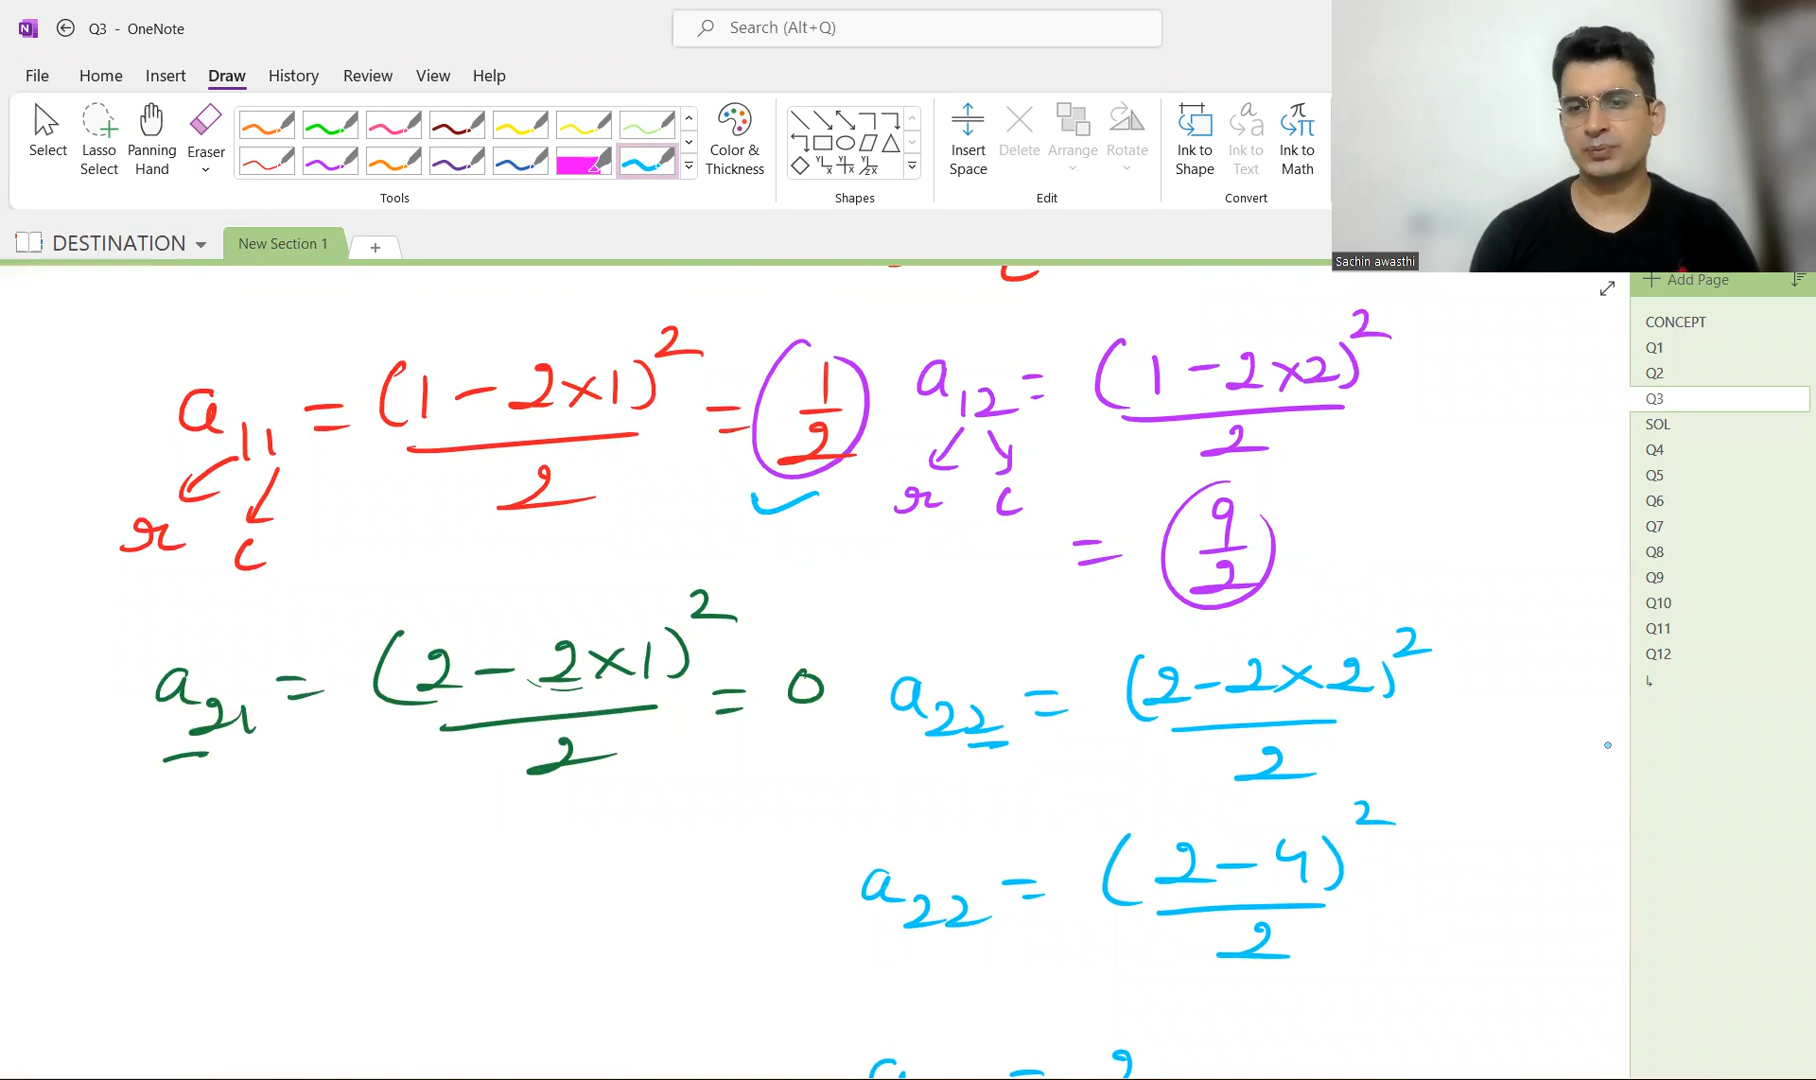 Q3 - OneNote
Search (Alt+Q)
File Home Insert Draw History Review View Help
Select
Lasso Select
Panning Hand
Eraser
Color & Thickness
Insert Space
Delete
Arrange
Rotate
Ink to Shape
Ink to Text
Ink to Math
Tools
Shapes
Edit
Convert
DESTINATION
New Section 1
+
Sachin awasthi
Add Page
CONCEPT
Q1
Q2
Q3
SOL
Q4
Q5
Q6
Q7
Q8
Q9
Q10
Q11
Q12
a11 = (1 - 2×1)²/2 = 1/2
r c
a12 = (1 - 2×2)²/2
r c
= 9/2
a21 = (2 - 2×1)²/2 = 0
a22 = (2 - 2×2)²/2
a22 = (2 - 4)²/2